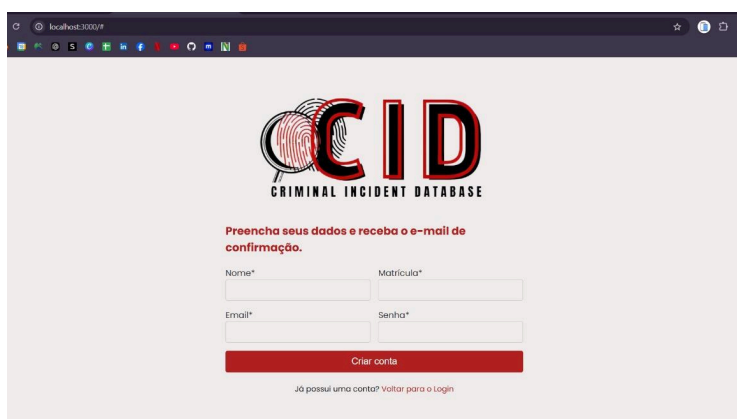 localhost:3000/#
CID
CRIMINAL INCIDENT DATABASE
Preencha seus dados e receba o e-mail de
confirmação.
Nome*
Matrícula*
Email*
Senha*
Criar conta
Já possui uma conta? Voltar para o Login